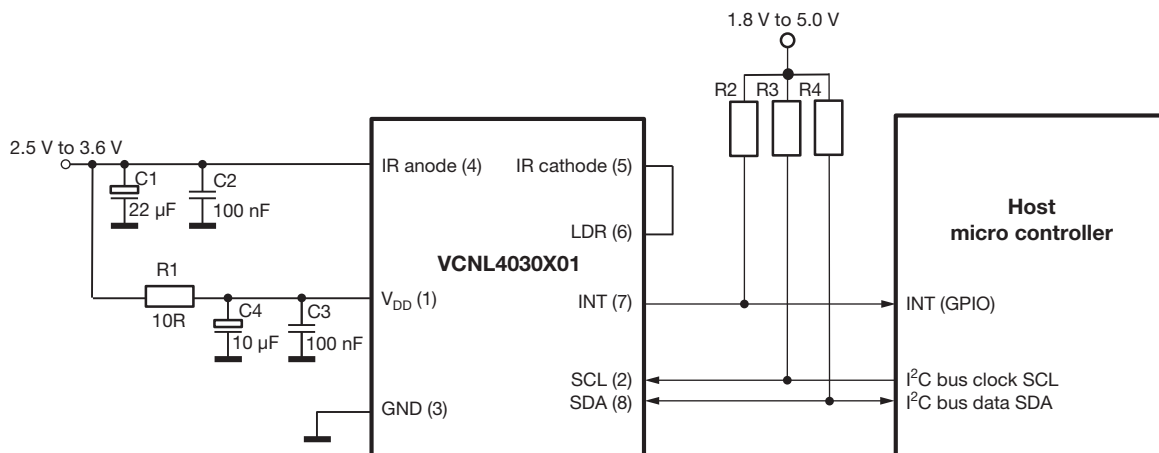 1.8 V to 5.0 V
R2
R3
R4
2.5 V to 3.6 V
C1
22 µF
C2
100 nF
IR anode (4)
IR cathode (5)
LDR (6)
VCNL4030X01
Host
micro controller
R1
10R
C4
10 µF
C3
100 nF
VDD (1)
INT (7)
INT (GPIO)
GND (3)
SCL (2)
SDA (8)
I²C bus clock SCL
I²C bus data SDA